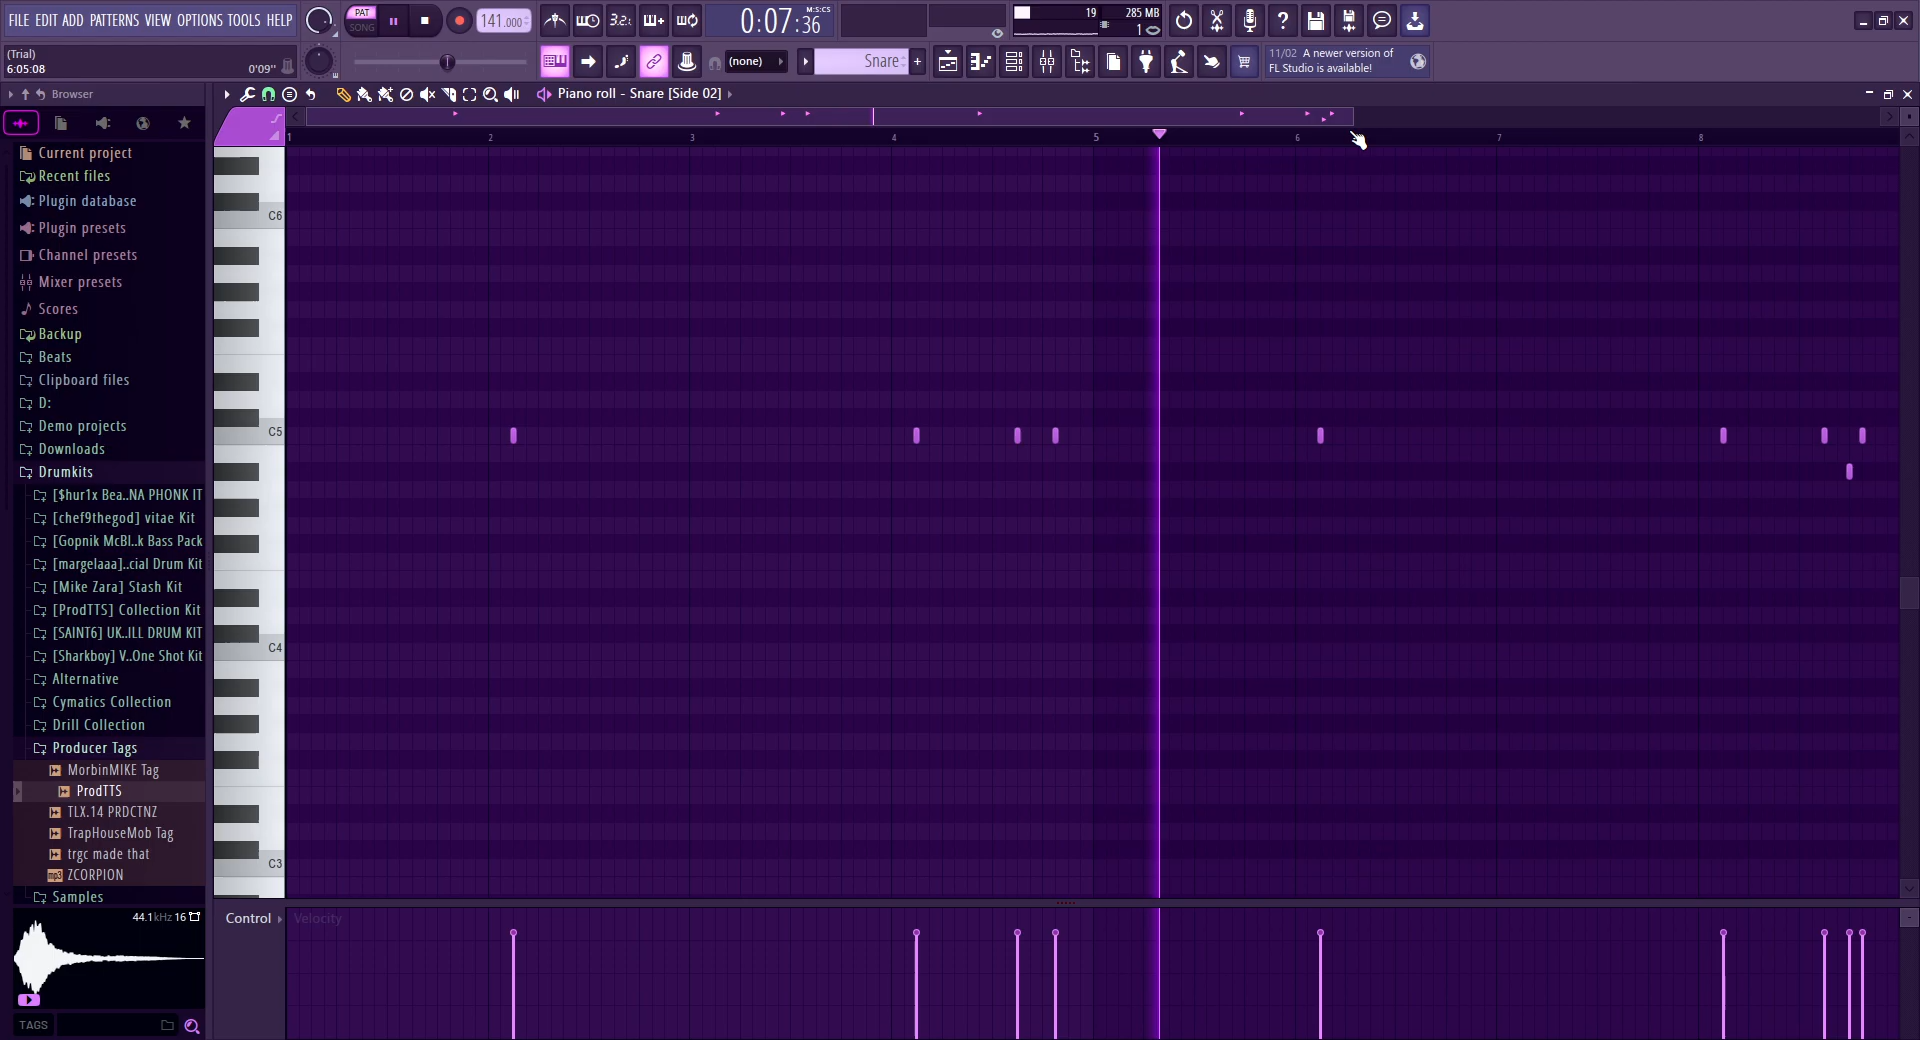 FILE EDIT ADD PATTERNS VIEW OPTIONS TOOLS HELP
PAT
SONG
141.000
3.2.
0:07:36
M:S:CS
19
285 MB
1
(Trial)
6:05:08
0'09"
(none)
Snare
11/02 A newer version of
FL Studio is available!
Browser
Piano roll - Snare [Side 02]
1 2 3 4 5 6 7 8
Current project
Recent files
Plugin database
Plugin presets
Channel presets
Mixer presets
Scores
Backup
Beats
Clipboard files
D:
Demo projects
Downloads
Drumkits
[$hur1x Bea..NA PHONK IT
[chef9thegod] vitae Kit
[Gopnik McBl..k Bass Pack
[margelaaa]..cial Drum Kit
[Mike Zara] Stash Kit
[ProdTTS] Collection Kit
[SAINT6] UK..ILL DRUM KIT
[Sharkboy] V..One Shot Kit
Alternative
Cymatics Collection
Drill Collection
Producer Tags
MorbinMIKE Tag
ProdTTS
TLX.14 PRDCTNZ
TrapHouseMob Tag
trgc made that
mp3 ZCORPION
Samples
C6
C5
C4
C3
44.1kHz 16
TAGS
Control
Velocity